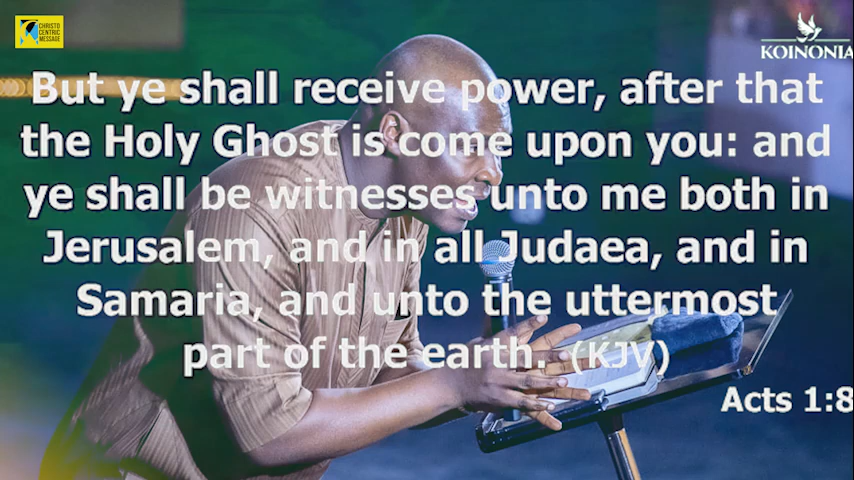 CHRISTO
CENTRIC
MESSAGE
KOINONIA
But ye shall receive power, after that
the Holy Ghost is come upon you: and
ye shall be witnesses unto me both in
Jerusalem, and in all Judaea, and in
Samaria, and unto the uttermost
part of the earth. (KJV)
Acts 1:8